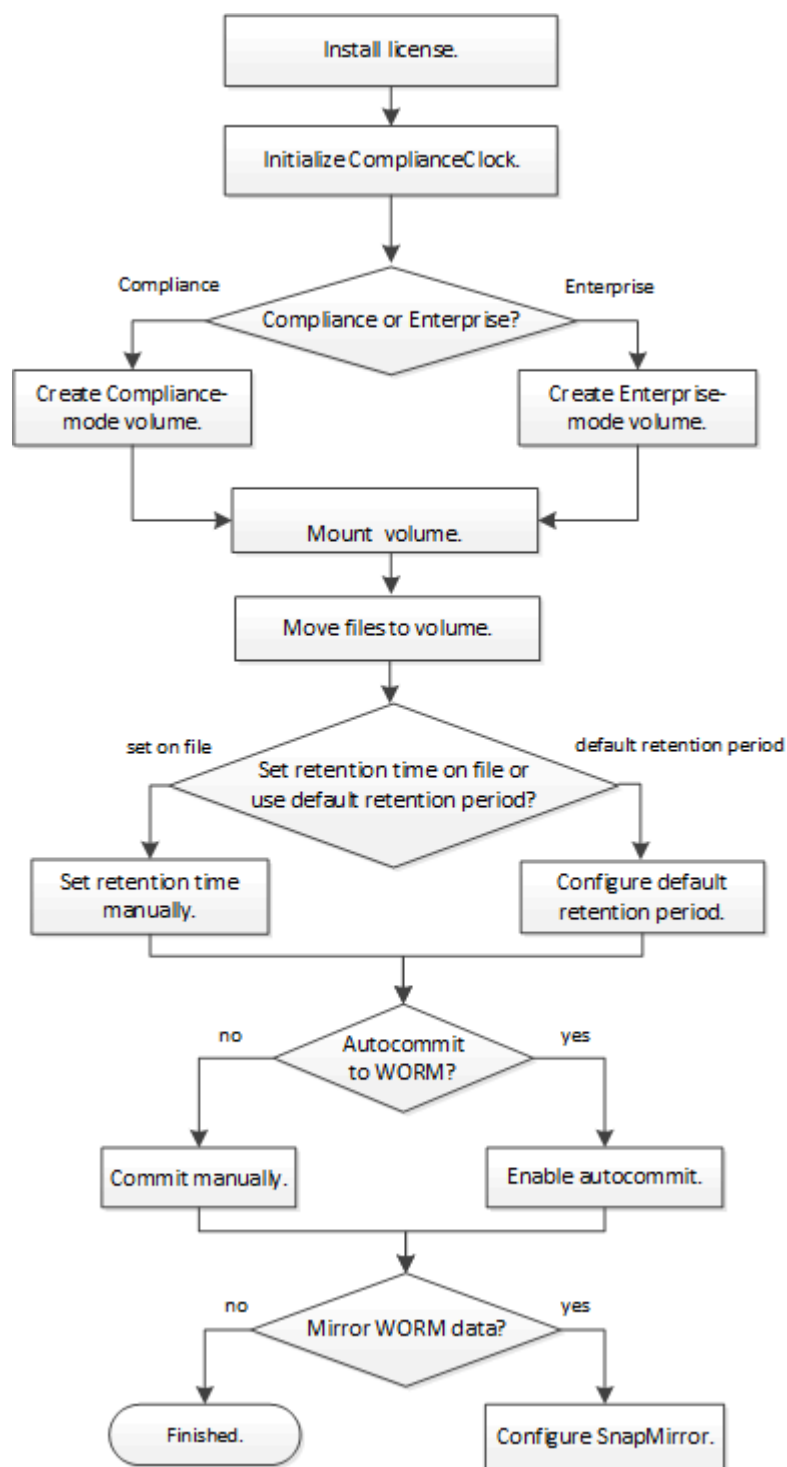 Install license.
Initialize ComplianceClock.
Compliance
Enterprise
Compliance or Enterprise?
Create Compliance-
mode volume.
Create Enterprise-
mode volume.
Mount volume.
Move files to volume.
set on file
default retention period
Set retention time on file or
use default retention period?
Set retention time
manually.
Configure default
retention period.
no
yes
Autocommit
to WORM?
Commit manually.
Enable autocommit.
no
yes
Mirror WORM data?
Finished.
Configure SnapMirror.